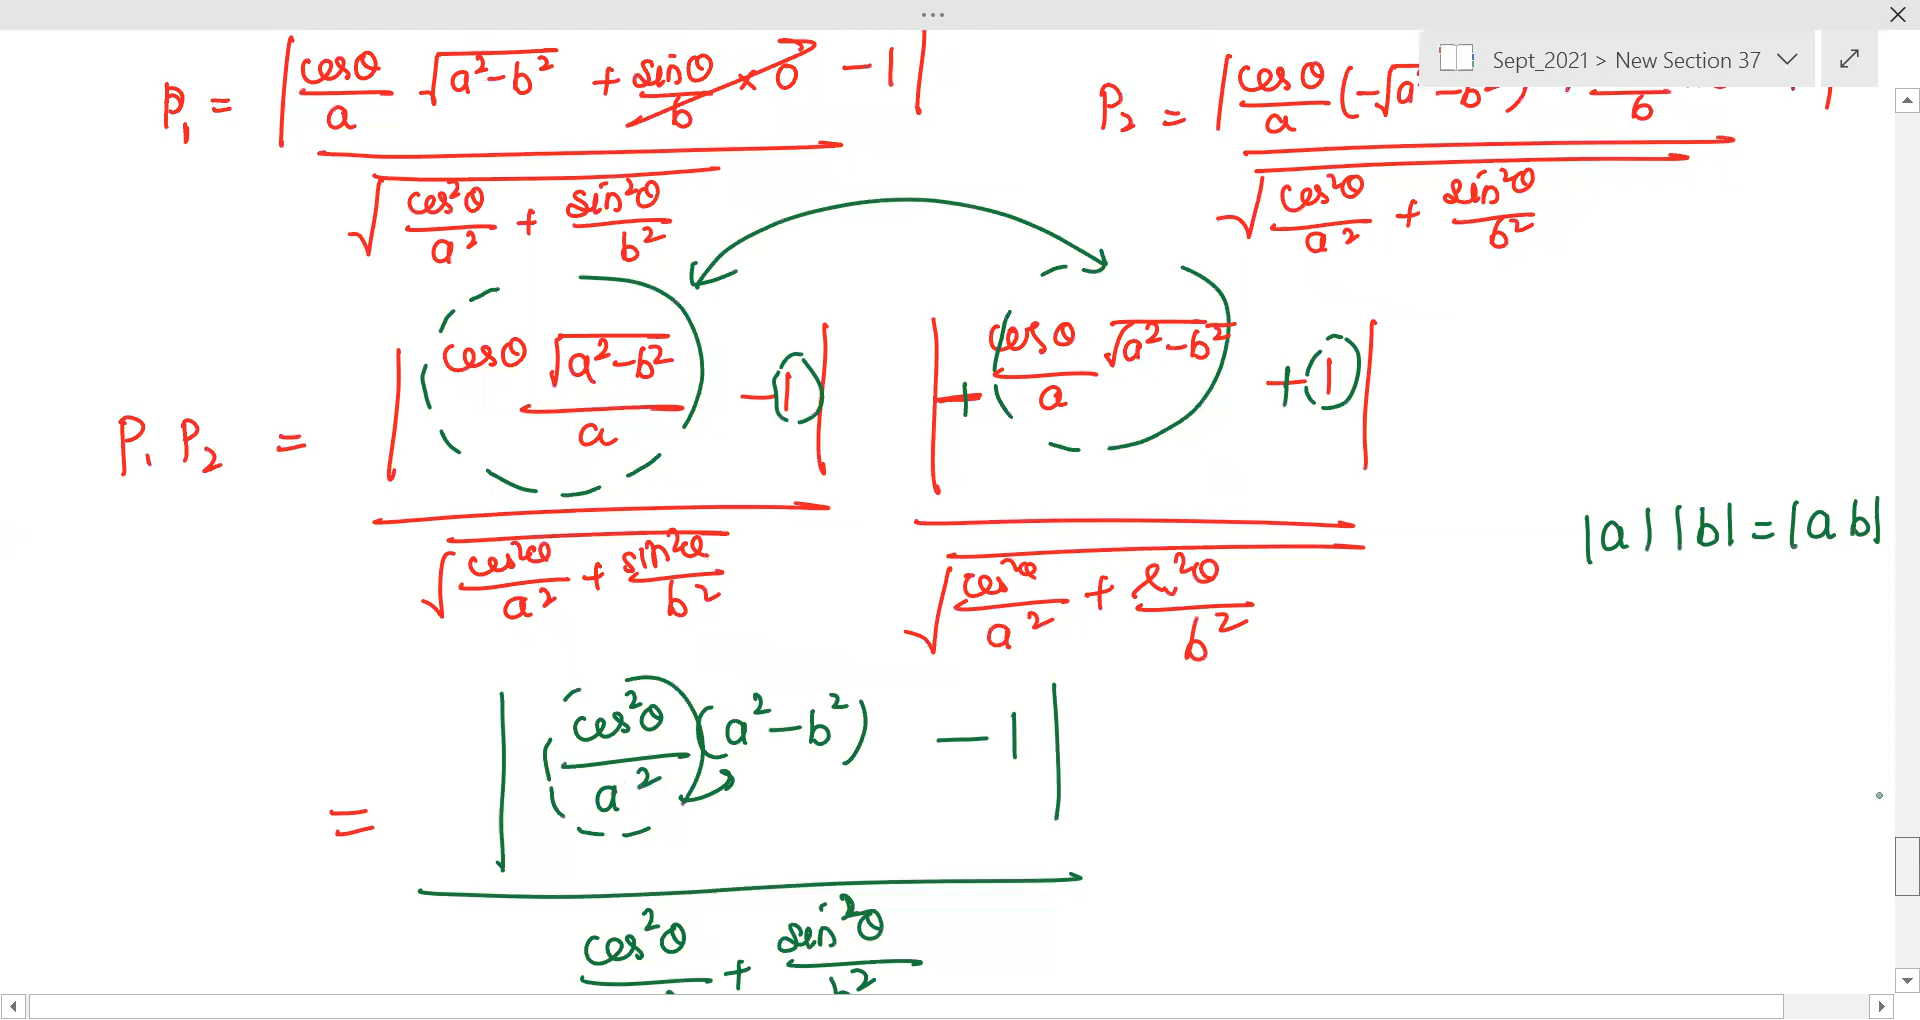 Sept_2021 > New Section 37
P₁ = |cosθ/a √(a²-b²) + sinθ/b × 0 - 1| / √(cos²θ/a² + sin²θ/b²)
P₂ = |cosθ/a (-√a²-b²)
b
√(cos²θ/a² + sin²θ/b²)
P₁ P₂ = |cosθ √(a²-b²)/a - 1| / √(cos²θ/a² + sin²θ/b²) |+ cosθ/a √(a²-b²) + 1| / √(cos²θ/a² + s²θ/b²)
|a| |b| = |ab|
= |cos²θ/a² (a²-b²) - 1| / cos²θ + sin²θ/b²